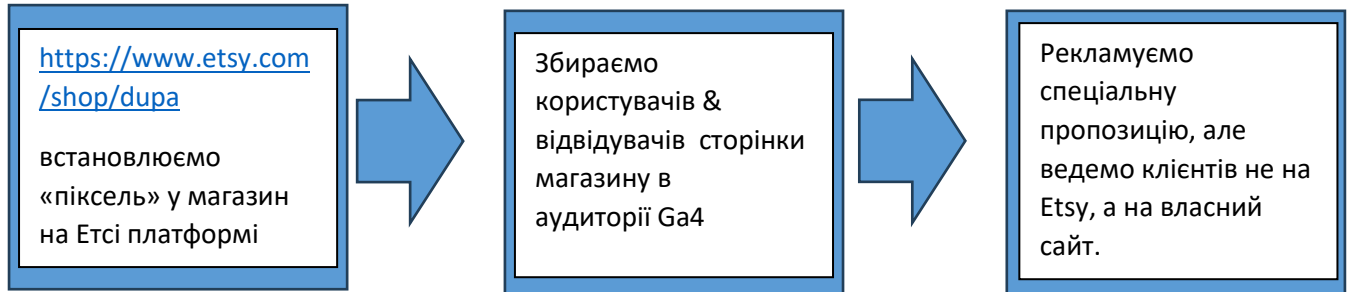 https://www.etsy.com
/shop/dupa
встановлюємо
«піксель» у магазин
на Етсі платформі
Збираємо
користувачів &
відвідувачів сторінки
магазину в
аудиторії Ga4
Рекламуємо
спеціальну
пропозицію, але
ведемо клієнтів не на
Etsy, а на власний
сайт.